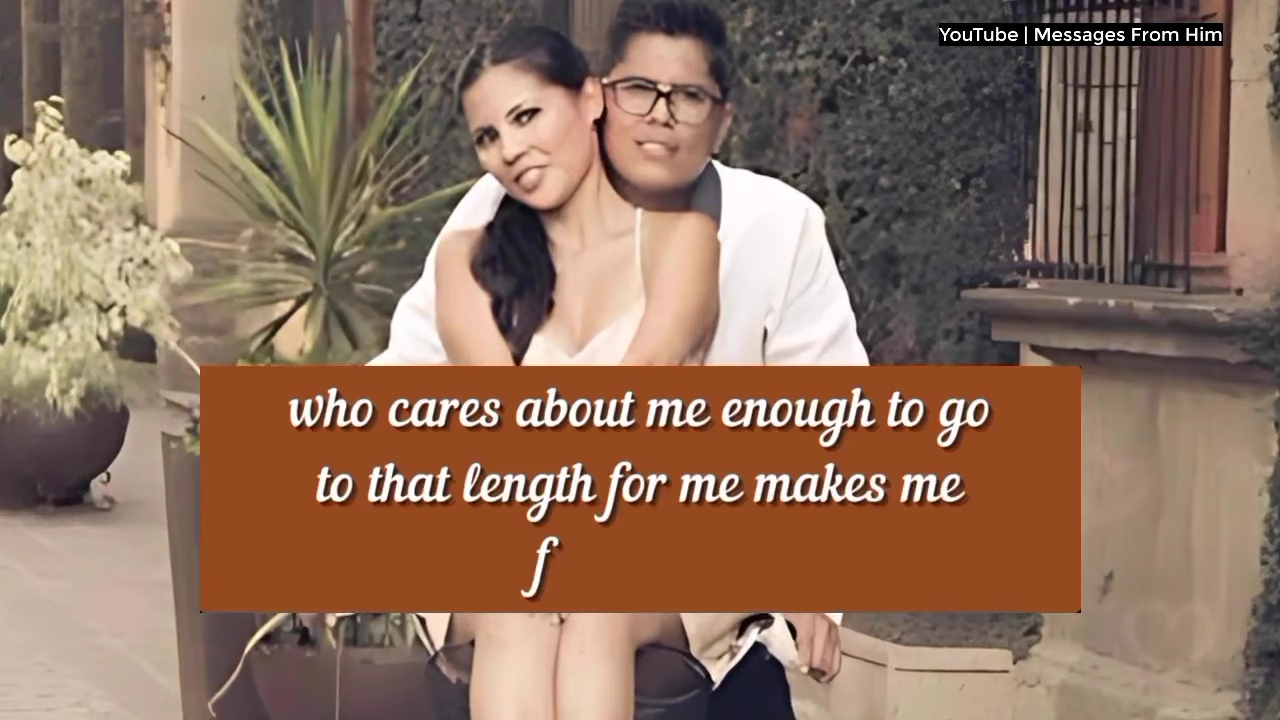 YouTube | Messages From Him
who cares about me enough to go
to that length for me makes me
f